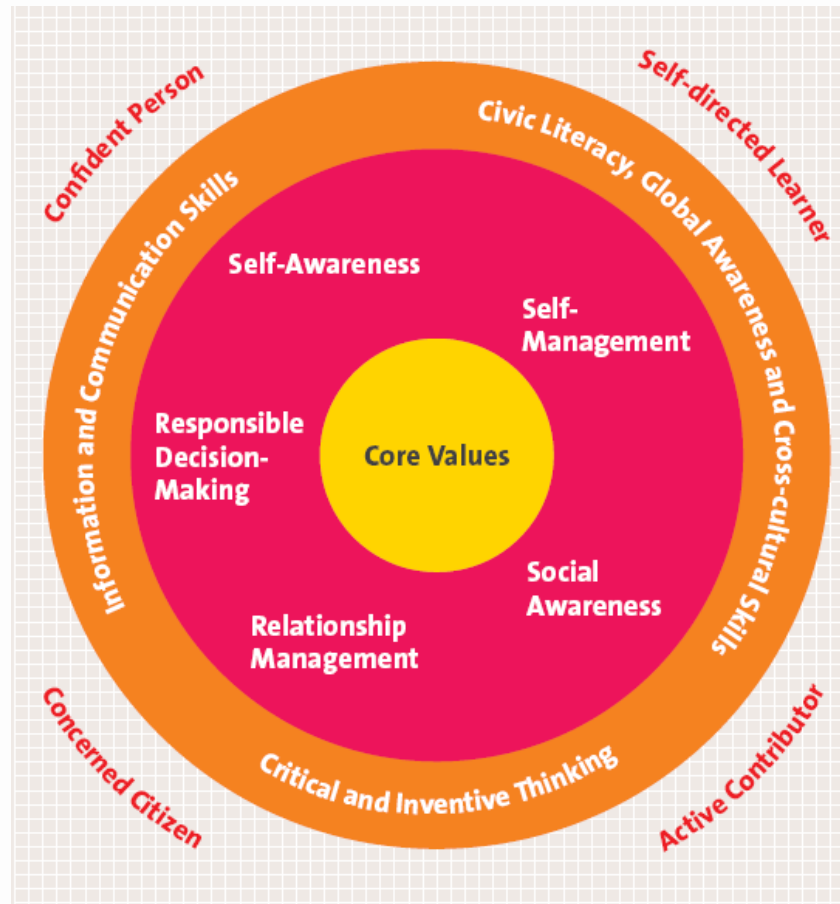 Confident Person
Self-directed Learner
Civic Literacy, Global Awareness and Cross-cultural Skills
Information and Communication Skills
Self-Awareness
Self-
Management
Responsible
Decision-
Making
Core Values
Social
Awareness
Relationship
Management
Critical and Inventive Thinking
Concerned Citizen
Active Contributor